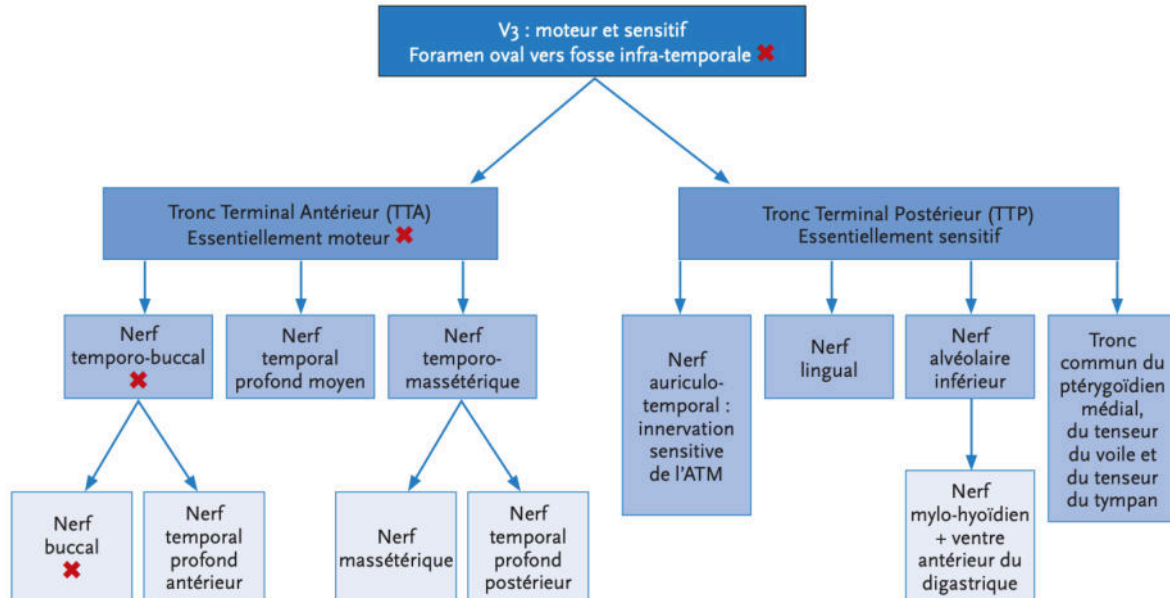 V3 : moteur et sensitif
Foramen oval vers fosse infra-temporale ✖
Tronc Terminal Antérieur (TTA)
Essentiellement moteur ✖
Tronc Terminal Postérieur (TTP)
Essentiellement sensitif
Nerf
temporo-buccal
✖
Nerf
temporal
profond moyen
Nerf
temporo-
massétérique
Nerf
auriculo-
temporal :
innervation
sensitive
de l'ATM
Nerf
lingual
Nerf
alvéolaire
inférieur
Tronc
commun du
ptérygoïdien
médial,
du tenseur
du voile et
du tenseur
du tympan
Nerf
buccal
✖
Nerf
temporal
profond
antérieur
Nerf
massétérique
Nerf
temporal
profond
postérieur
Nerf
mylo-hyoïdien
+ ventre
antérieur du
digastrique